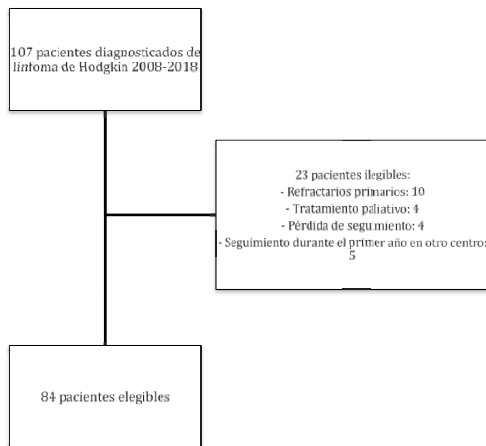 107 pacientes diagnosticados de
linfoma de Hodgkin 2008-2018
23 pacientes ilegibles:
- Refractarios primarios: 10
- Tratamiento paliativo: 4
- Pérdida de seguimiento: 4
- Seguimiento durante el primer año en otro centro:
5
84 pacientes elegibles